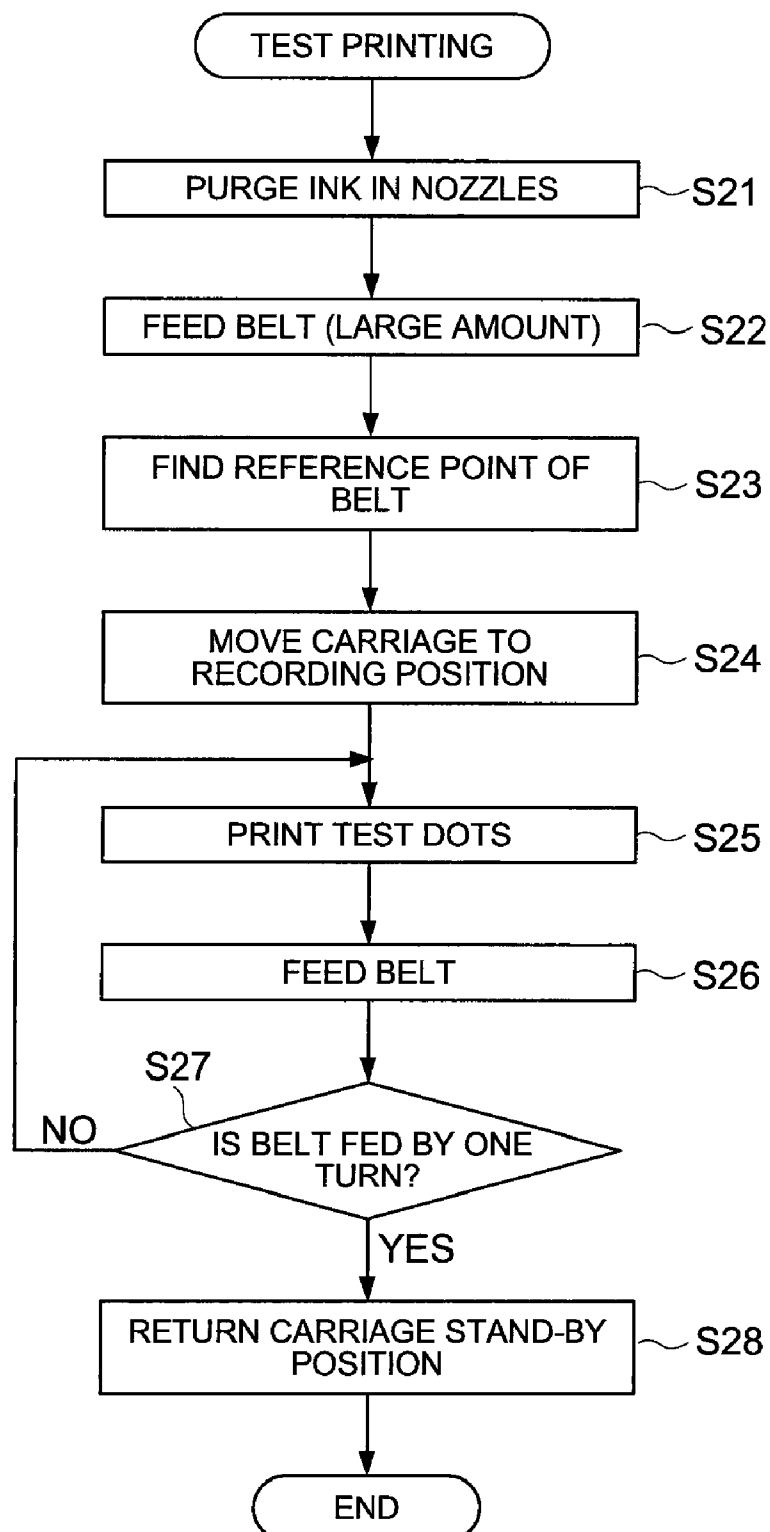 TEST PRINTING
PURGE INK IN NOZZLES
S21
FEED BELT (LARGE AMOUNT)
S22
FIND REFERENCE POINT OF
BELT
S23
MOVE CARRIAGE TO
RECORDING POSITION
S24
PRINT TEST DOTS
S25
FEED BELT
S26
S27
NO
IS BELT FED BY ONE
TURN?
YES
RETURN CARRIAGE STAND-BY
POSITION
S28
END